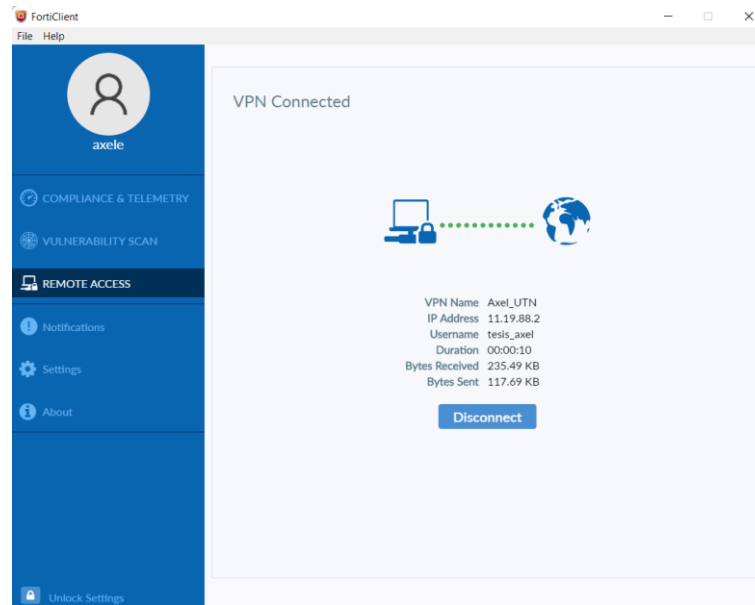 FortiClient
File Help
axele
COMPLIANCE & TELEMETRY
VULNERABILITY SCAN
REMOTE ACCESS
Notifications
Settings
About
Unlock Settings
VPN Connected
VPN Name Axel_UTN
IP Address 11.19.88.2
Username tesis_axel
Duration 00:00:10
Bytes Received 235.49 KB
Bytes Sent 117.69 KB
Disconnect